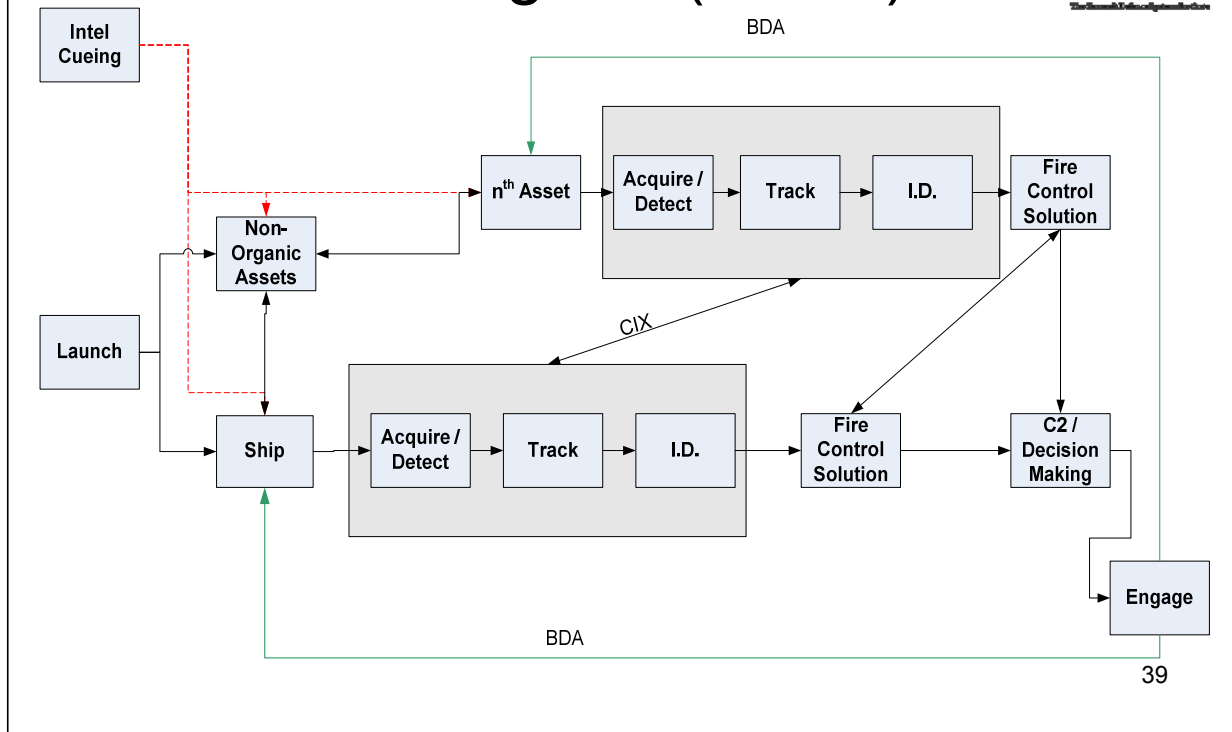 BDA
Intel
Cueing
nth Asset
Acquire /
Detect
Track
I.D.
Fire
Control
Solution
Non-
Organic
Assets
Launch
CIX
Ship
Acquire /
Detect
Track
I.D.
Fire
Control
Solution
C2 /
Decision
Making
Engage
BDA
39